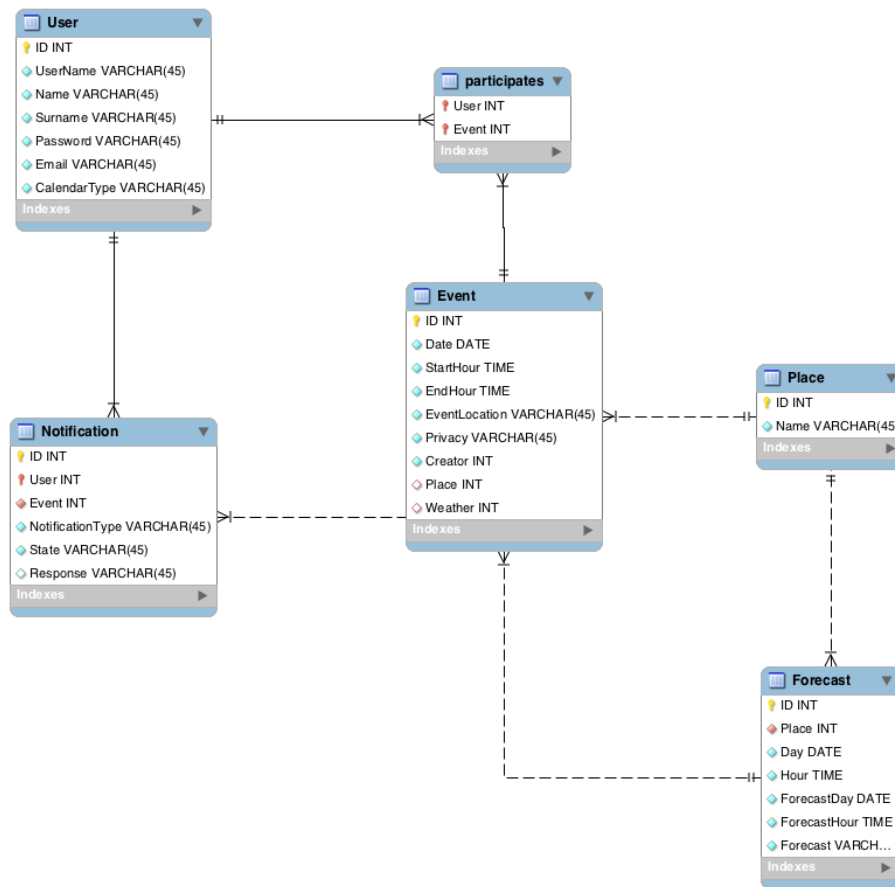 User
ID INT
UserName VARCHAR(45)
Name VARCHAR(45)
Surname VARCHAR(45)
Password VARCHAR(45)
Email VARCHAR(45)
CalendarType VARCHAR(45)
Indexes
participates
User INT
Event INT
Indexes
Event
ID INT
Date DATE
StartHour TIME
EndHour TIME
EventLocation VARCHAR(45)
Privacy VARCHAR(45)
Creator INT
Place INT
Weather INT
Indexes
Place
ID INT
Name VARCHAR(45
Indexes
Notification
ID INT
User INT
Event INT
NotificationType VARCHAR(45)
State VARCHAR(45)
Response VARCHAR(45)
Indexes
Forecast
ID INT
Place INT
Day DATE
Hour TIME
ForecastDay DATE
ForecastHour TIME
Forecast VARCH...
Indexes